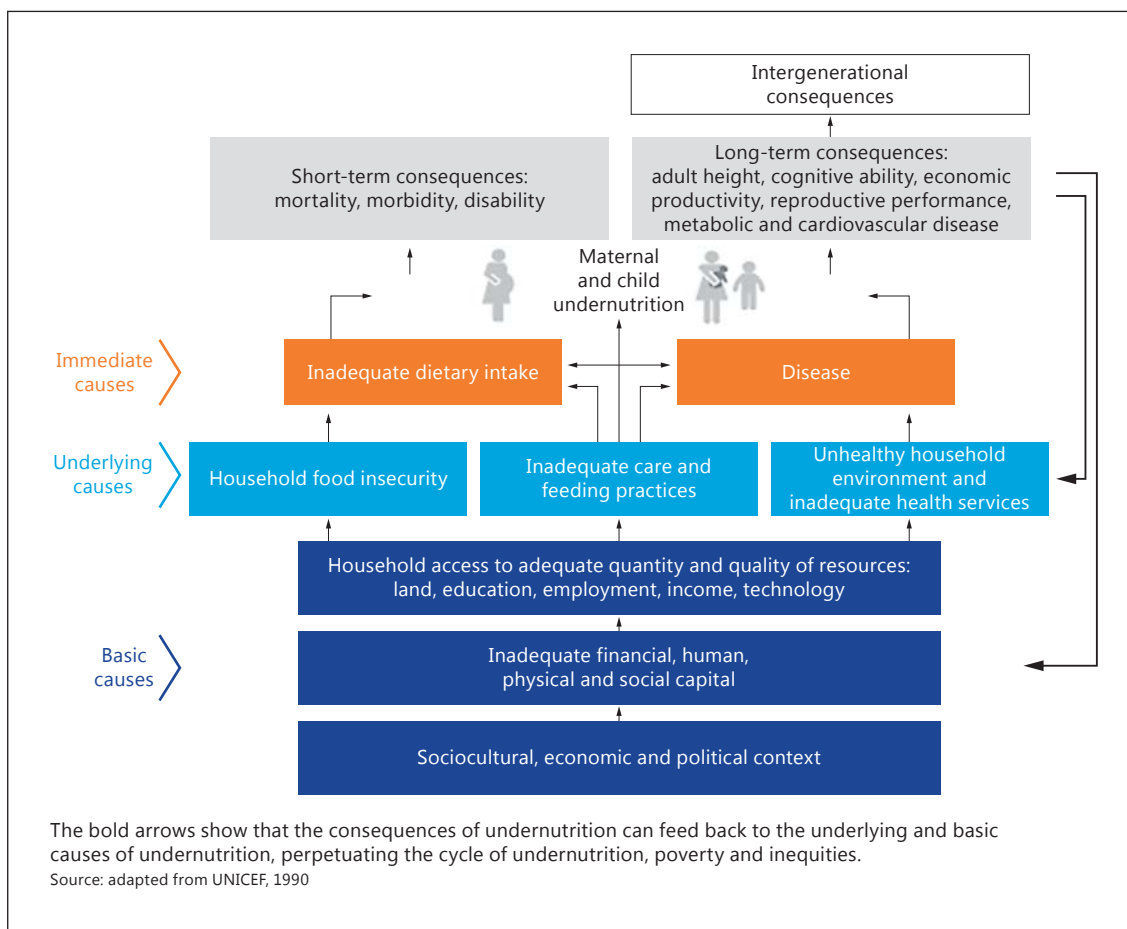 Intergenerational
consequences
Short-term consequences:
mortality, morbidity, disability
Long-term consequences:
adult height, cognitive ability, economic
productivity, reproductive performance,
metabolic and cardiovascular disease
Maternal
and child
undernutrition
Immediate
causes
Inadequate dietary intake
Disease
Underlying
causes
Household food insecurity
Inadequate care and
feeding practices
Unhealthy household
environment and
inadequate health services
Household access to adequate quantity and quality of resources:
land, education, employment, income, technology
Basic
causes
Inadequate financial, human,
physical and social capital
Sociocultural, economic and political context
The bold arrows show that the consequences of undernutrition can feed back to the underlying and basic
causes of undernutrition, perpetuating the cycle of undernutrition, poverty and inequities.
Source: adapted from UNICEF, 1990